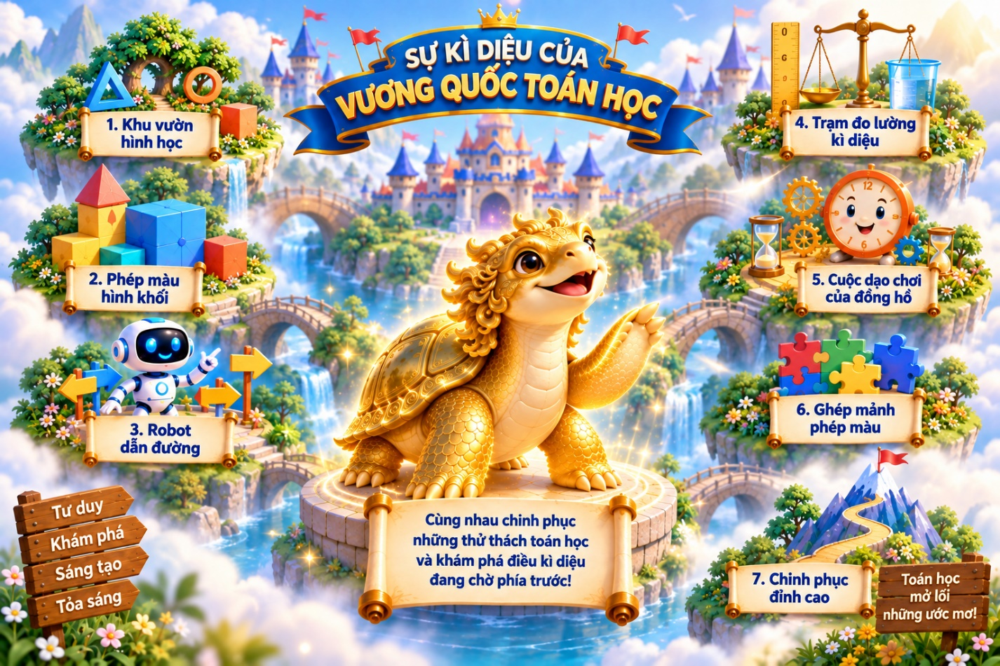 SỰ KÌ DIỆU CỦA
VƯƠNG QUỐC TOÁN HỌC
1. Khu vườn
hình học
2. Phép màu
hình khối
3. Robot
dẫn đường
4. Trạm đo lường
kì diệu
12
3
6
9
5. Cuộc dạo chơi
của đồng hồ
6. Ghép mảnh
phép màu
7. Chinh phục
đỉnh cao
Cùng nhau chinh phục
những thử thách toán học
và khám phá điều kì diệu
đang chờ phía trước!
Tư duy
Khám phá
Sáng tạo
Tỏa sáng
Toán học
mở lối
những ước mơ!